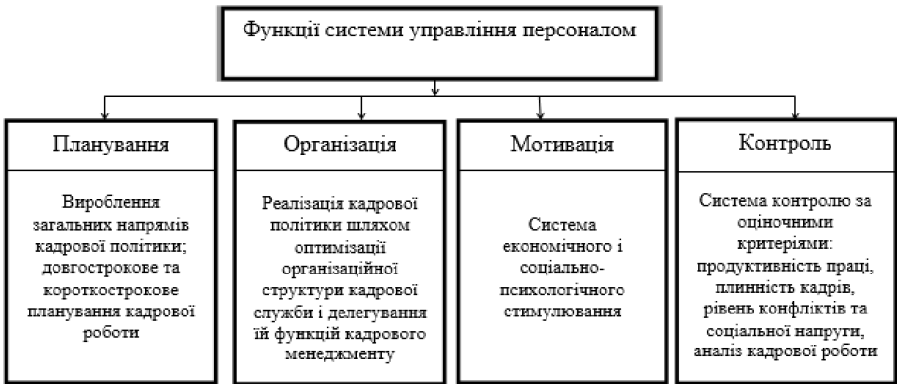 Функції системи управління персоналом
Планування
Вироблення
загальних напрямів
кадрової політики;
довгострокове та
короткострокове
планування кадрової
роботи
Організація
Реалізація кадрової
політики шляхом
оптимізації
організаційної
структури кадрової
служби і делегування
їй функцій кадрового
менеджменту
Мотивація
Система
економічного і
соціально-
психологічного
стимулювання
Контроль
Система контролю за
оціночними
критеріями:
продуктивність праці,
плинність кадрів,
рівень конфліктів та
соціальної напруги,
аналіз кадрової роботи